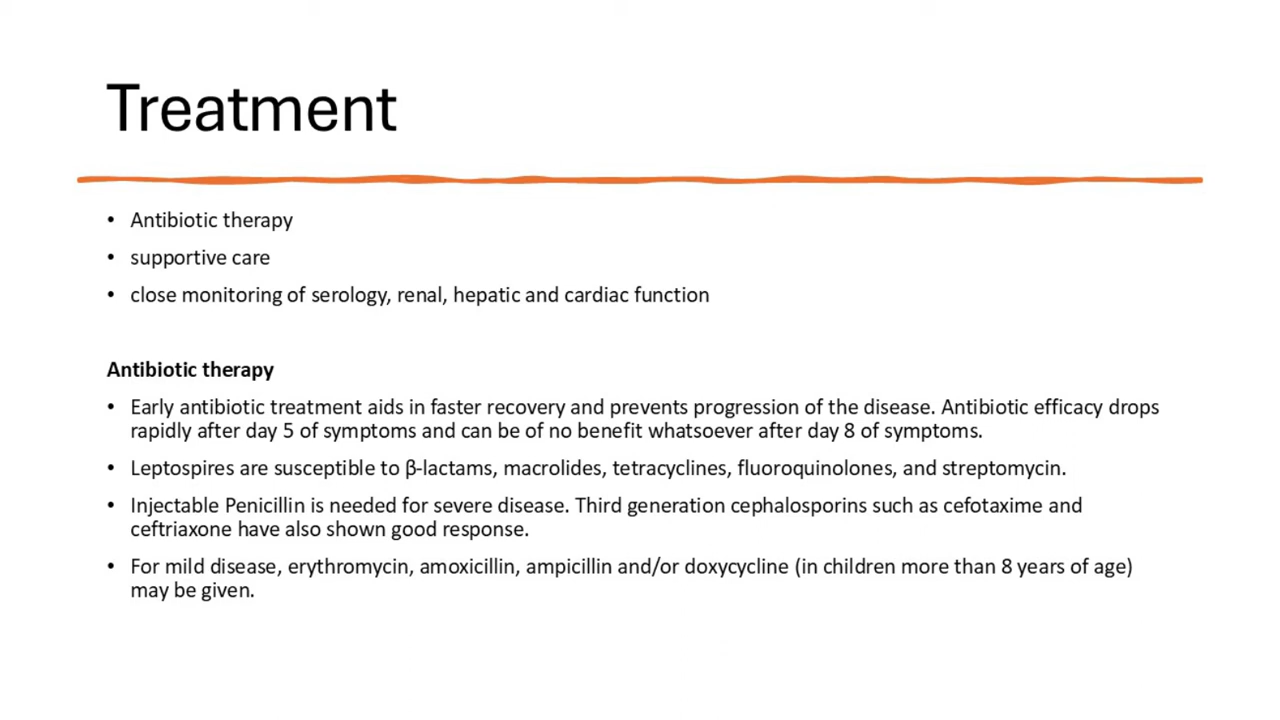 Treatment
• Antibiotic therapy
• supportive care
• close monitoring of serology, renal, hepatic and cardiac function
Antibiotic therapy
• Early antibiotic treatment aids in faster recovery and prevents progression of the disease. Antibiotic efficacy drops
rapidly after day 5 of symptoms and can be of no benefit whatsoever after day 8 of symptoms.
• Leptospires are susceptible to β-lactams, macrolides, tetracyclines, fluoroquinolones, and streptomycin.
• Injectable Penicillin is needed for severe disease. Third generation cephalosporins such as cefotaxime and
ceftriaxone have also shown good response.
• For mild disease, erythromycin, amoxicillin, ampicillin and/or doxycycline (in children more than 8 years of age)
may be given.